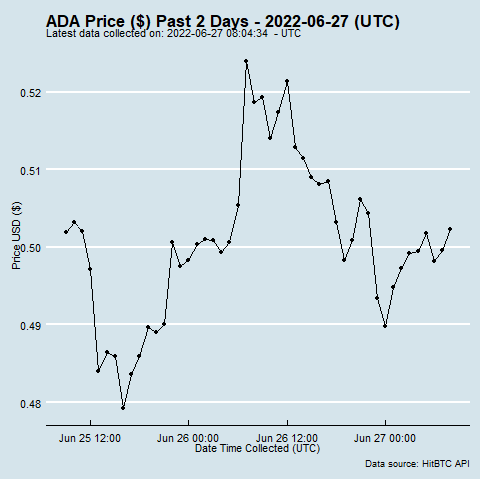 ADA Price ($) Past 2 Days - 2022-06-27 (UTC)
Latest data collected on: 2022-06-27 08:04:34 - UTC
0.52
0.51
0.50
0.49
0.48
Price USD ($)
Jun 25 12:00
Jun 26 00:00
Jun 26 12:00
Jun 27 00:00
Date Time Collected (UTC)
Data source: HitBTC API